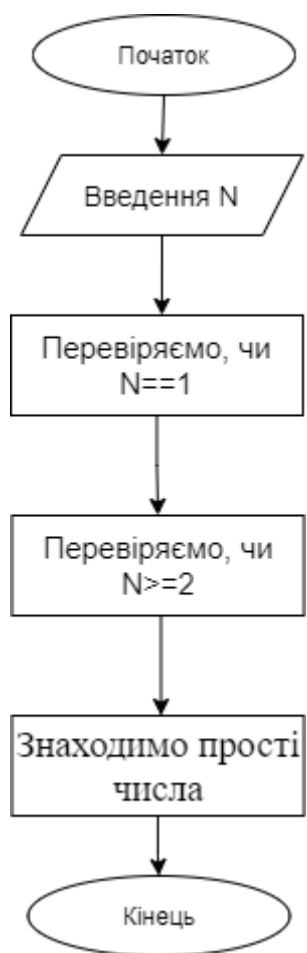 Початок
Введення N
Перевіряємо, чи
N==1
Перевіряємо, чи
N>=2
Знаходимо прості
числа
Кінець